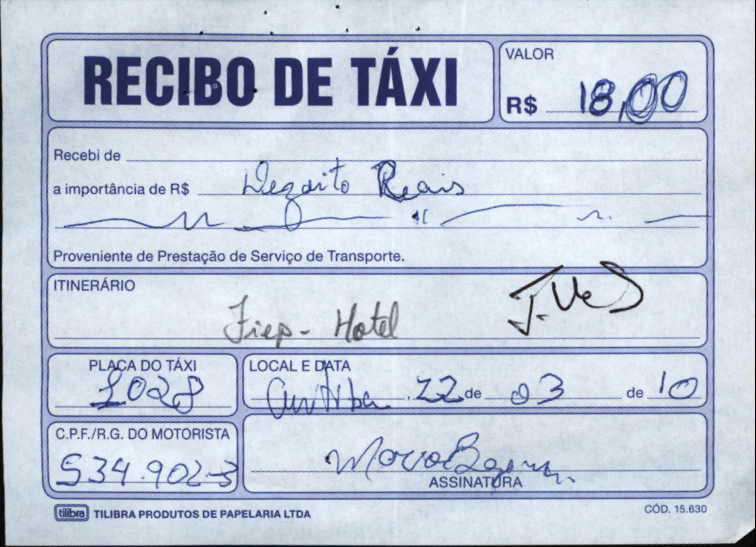 RECIBO DE TÁXI
VALOR
R$ 18,00
Recebi de
a importância de R$ Dezoito Reais
Proveniente de Prestação de Serviço de Transporte.
ITINERÁRIO
Fiep - Hotel
PLACA DO TÁXI
2028
LOCAL E DATA
Curitiba, 22 de 03 de 10
C.P.F./R.G. DO MOTORISTA
534.902-3
ASSINATURA
tilibra TILIBRA PRODUTOS DE PAPELARIA LTDA
CÓD. 15.630